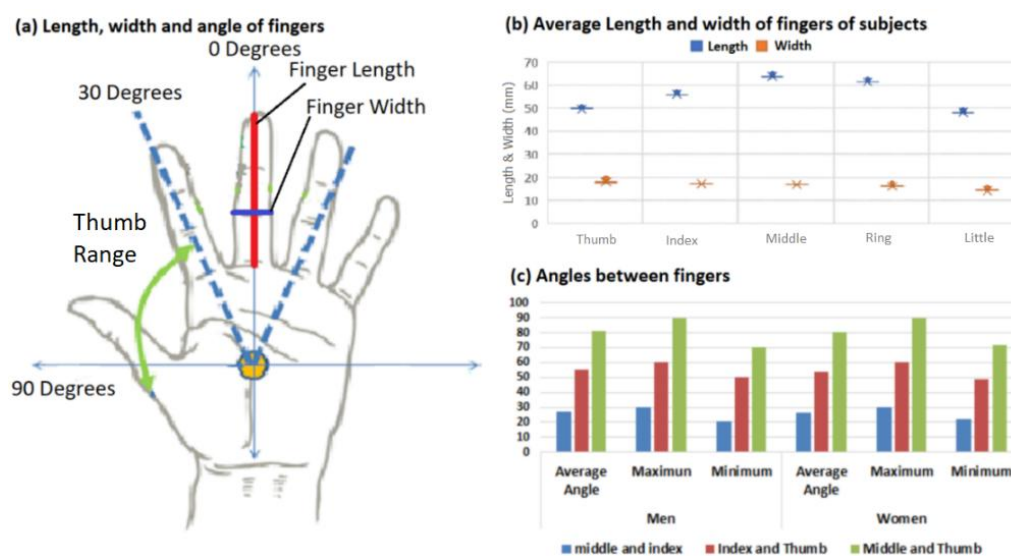 (a) Length, width and angle of fingers
0 Degrees
Finger Length
30 Degrees
Finger Width
Thumb
Range
90 Degrees
(b) Average Length and width of fingers of subjects
Length Width
Length & Width (mm)
70
60
50
40
30
20
10
0
Thumb Index Middle Ring Little
(c) Angles between fingers
100
90
80
70
60
50
40
30
20
10
0
Average Angle Maximun Minimum Average Angle Maximum Minimum
Men Women
middle and index Index and Thumb Middle and Thumb